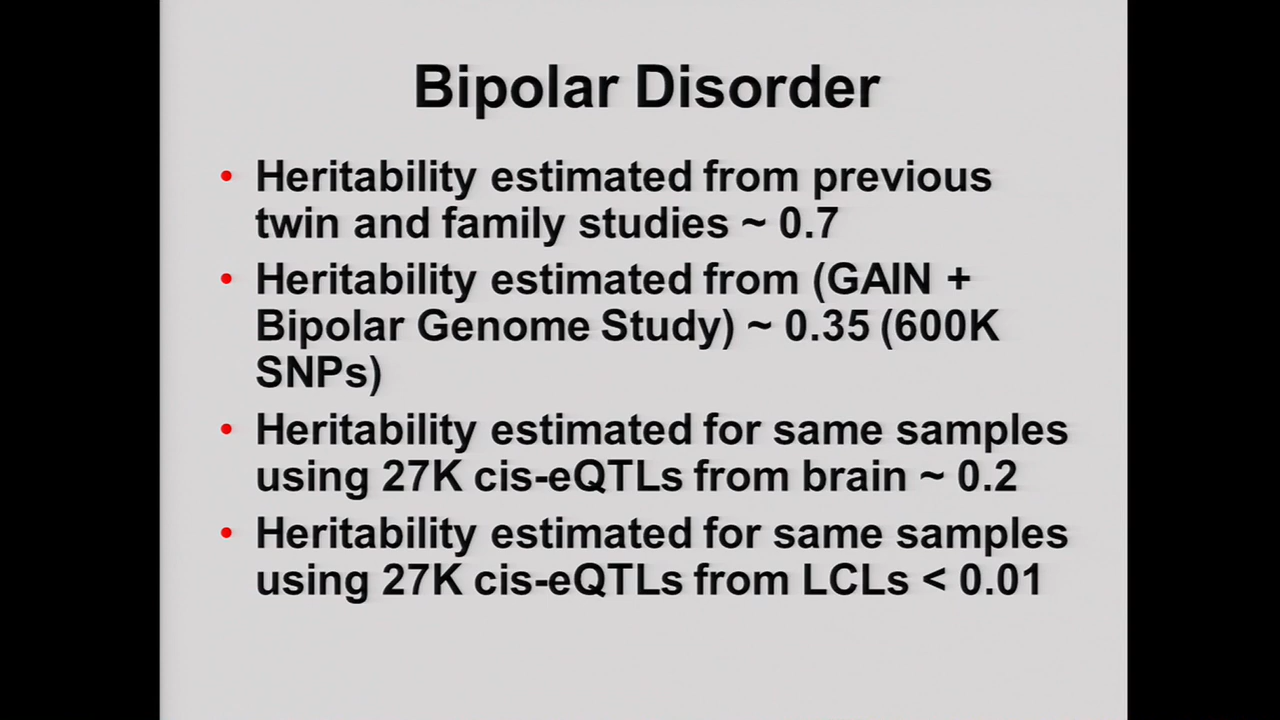 Bipolar Disorder
• Heritability estimated from previous
twin and family studies ~ 0.7
• Heritability estimated from (GAIN +
Bipolar Genome Study) ~ 0.35 (600K
SNPs)
• Heritability estimated for same samples
using 27K cis-eQTLs from brain ~ 0.2
• Heritability estimated for same samples
using 27K cis-eQTLs from LCLs < 0.01